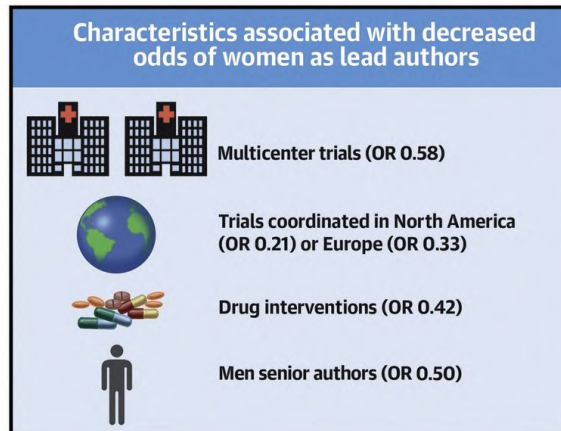 Characteristics associated with decreased
odds of women as lead authors
Multicenter trials (OR 0.58)
Trials coordinated in North America
(OR 0.21) or Europe (OR 0.33)
Drug interventions (OR 0.42)
Men senior authors (OR 0.50)